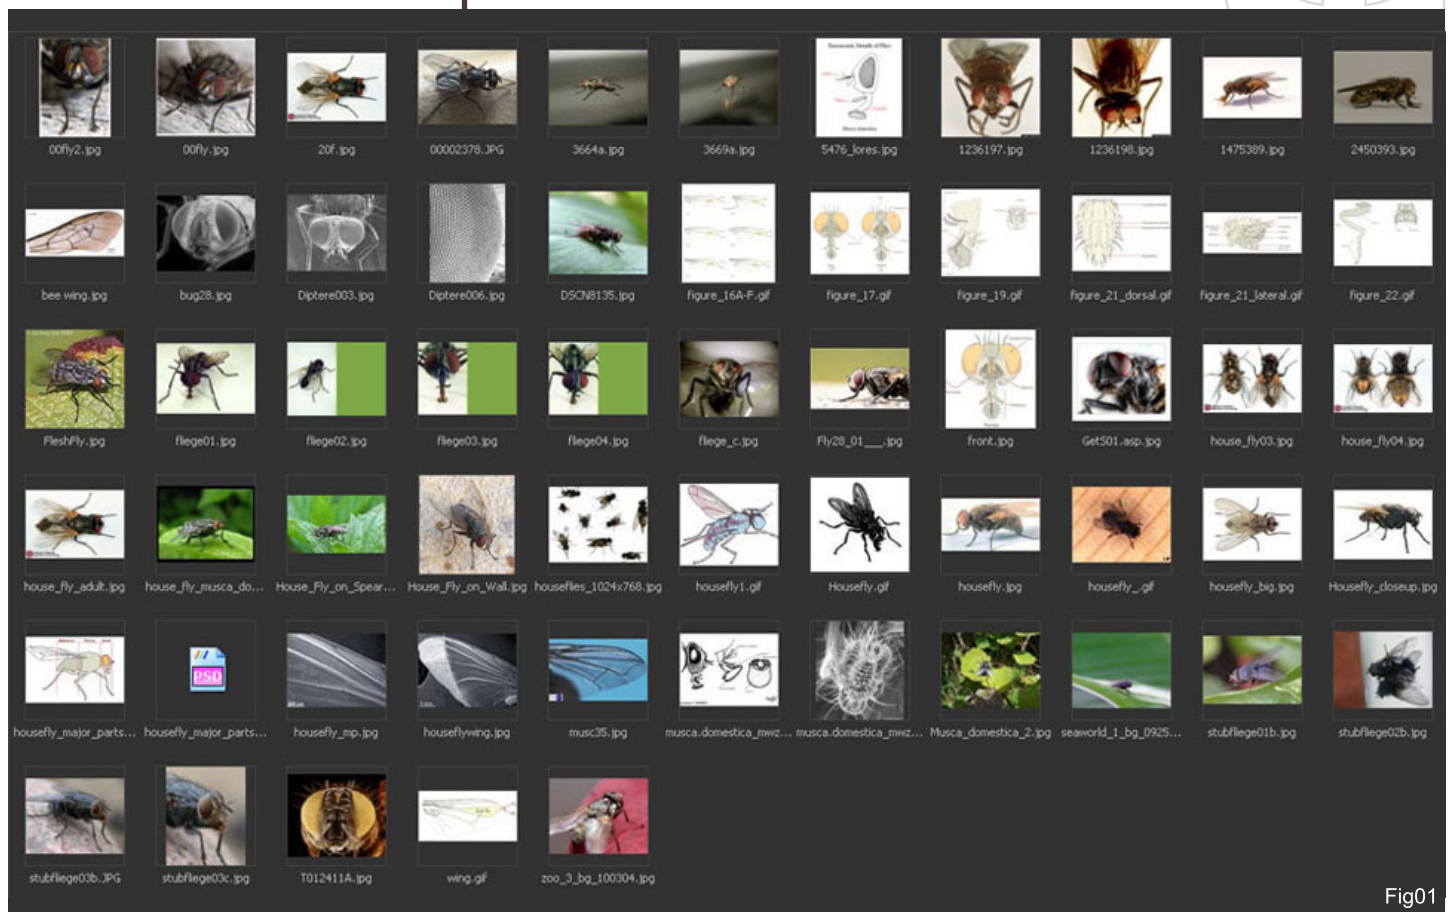 00fly2.jpg 00fly.jpg 20f.jpg 00002378.JPG 3664a.jpg 3669a.jpg 5476_lores.jpg 1236197.jpg 1236198.jpg 1475389.jpg 2450393.jpg
bee wing.jpg bug28.jpg Diptere003.jpg Diptere006.jpg DSCN8135.jpg figure_16A-F.gif figure_17.gif figure_19.gif figure_21_dorsal.gif figure_21_lateral.gif figure_22.gif
FleshFly.jpg fliege01.jpg fliege02.jpg fliege03.jpg fliege04.jpg fliege_c.jpg Fly28_01___.jpg front.jpg GetS01.asp.jpg house_fly03.jpg house_fly04.jpg
house_fly_adult.jpg house_fly_musca_do... House_Fly_on_Spear... House_Fly_on_Wall.jpg houseflies_1024x768.jpg housefly1.gif Housefly.gif housefly.jpg housefly_.gif housefly_big.jpg Housefly_closeup.jpg
PSD
housefly_major_parts... housefly_major_parts... housefly_mp.jpg houseflywing.jpg musc35.jpg musca.domestica_mwz... musca.domestica_mwz... Musca_domestica_2.jpg seaworld_1_bg_0925... stubfliege01b.jpg stubfliege02b.jpg
stubfliege03b.JPG stubfliege03c.jpg T012411A.jpg wing.gif zoo_3_bg_100304.jpg
Fig01